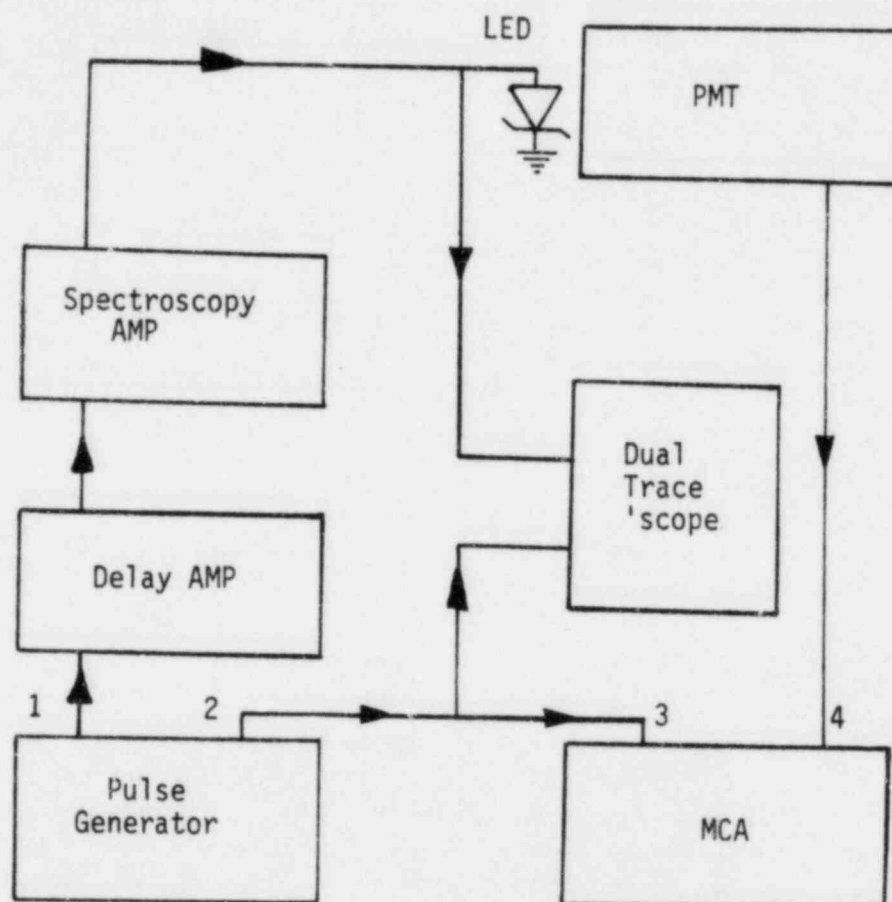 LED
PMT
Spectroscopy
AMP
Dual
Trace
'scope
Delay AMP
1
2
3
4
Pulse
Generator
MCA